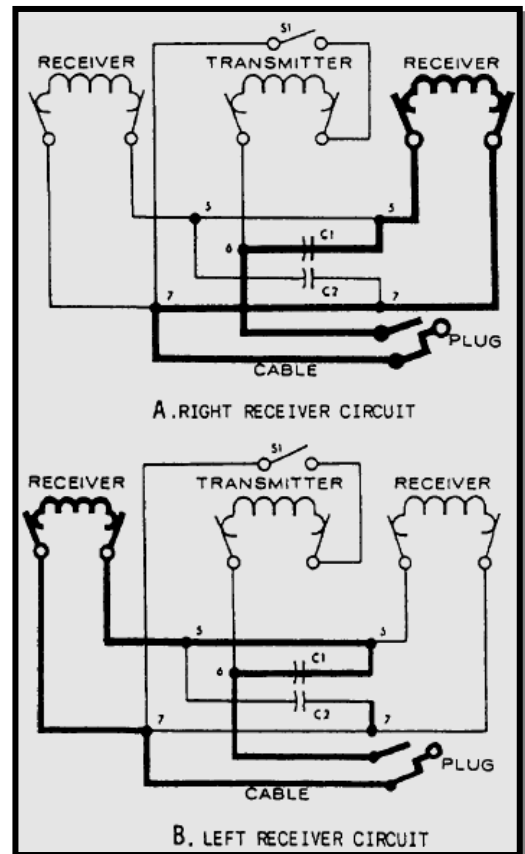 S1
RECEIVER TRANSMITTER RECEIVER
5 5
6 C1
C2
7 7
PLUG
CABLE
A. RIGHT RECEIVER CIRCUIT
S1
RECEIVER TRANSMITTER RECEIVER
5 5
6 C1
C2
7 7
PLUG
CABLE
B. LEFT RECEIVER CIRCUIT